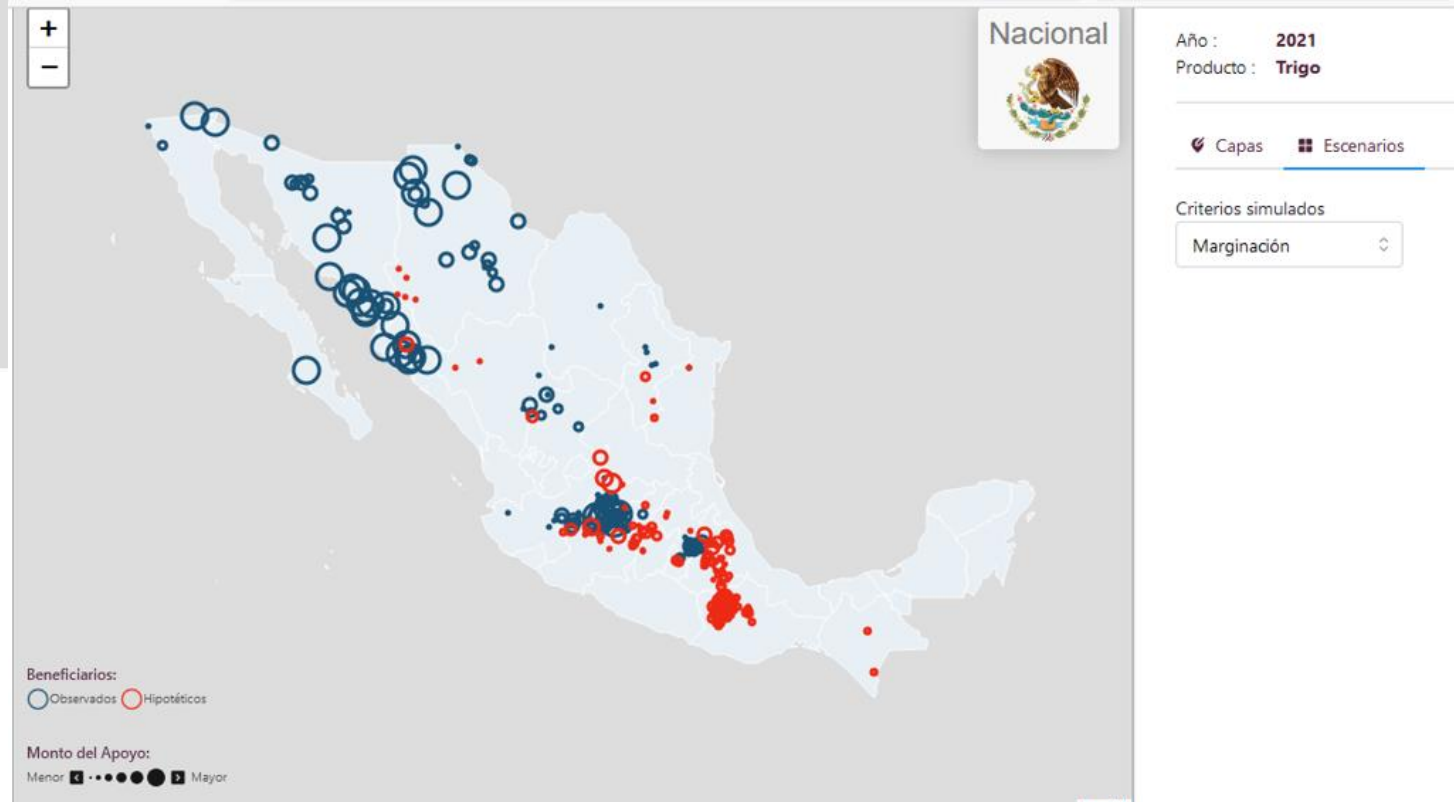 +
−
Nacional
Año : 2021
Producto : Trigo
Capas Escenarios
Criterios simulados
Marginación
Beneficiarios:
Observados Hipotéticos
Monto del Apoyo:
Menor Mayor